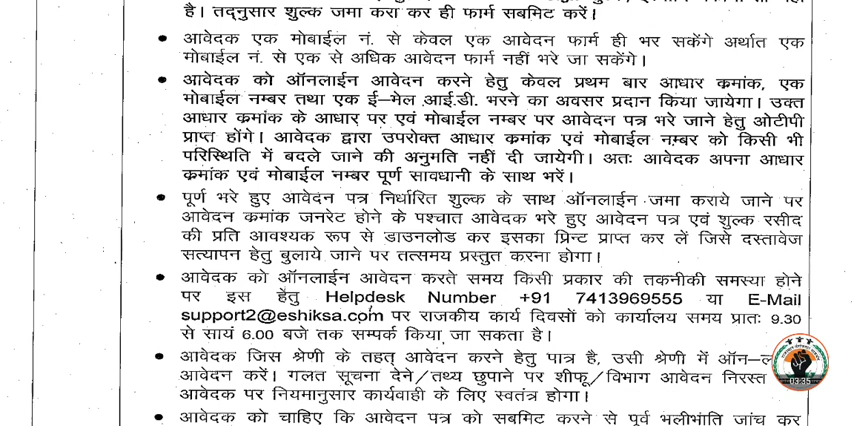 है। तद्नुसार शुल्क जमा करा कर ही फार्म सबमिट करें।
• आवेदक एक मोबाईल नं. से केवल एक आवेदन फार्म ही भर सकेंगे अर्थात एक
मोबाईल नं. से एक से अधिक आवेदन फार्म नहीं भरे जा सकेंगे।
• आवेदक को ऑनलाईन आवेदन करने हेतु केवल प्रथम बार आधार क्रमांक, एक
मोबाईल नम्बर तथा एक ई–मेल आई.डी. भरने का अवसर प्रदान किया जायेगा। उक्त
आधार क्रमांक के आधार पर एवं मोबाईल नम्बर पर आवेदन पत्र भरे जाने हेतु ओटीपी
प्राप्त होंगे। आवेदक द्वारा उपरोक्त आधार क्रमांक एवं मोबाईल नम्बर को किसी भी
परिस्थिति में बदले जाने की अनुमति नहीं दी जायेगी। अतः आवेदक अपना आधार
क्रमांक एवं मोबाईल नम्बर पूर्ण सावधानी के साथ भरें।
• पूर्ण भरे हुए आवेदन पत्र निर्धारित शुल्क के साथ ऑनलाईन जमा कराये जाने पर
आवेदन क्रमांक जनरेट होने के पश्चात आवेदक भरे हुए आवेदन पत्र एवं शुल्क रसीद
की प्रति आवश्यक रूप से डाउनलोड कर इसका प्रिन्ट प्राप्त कर लें जिसे दस्तावेज
सत्यापन हेतु बुलाये जाने पर तत्समय प्रस्तुत करना होगा।
• आवेदक को ऑनलाईन आवेदन करते समय किसी प्रकार की तकनीकी समस्या होने
पर इस हेतु Helpdesk Number +91 7413969555 या E-Mail
support2@eshiksa.com पर राजकीय कार्य दिवसों को कार्यालय समय प्रातः 9.30
से सायं 6.00 बजे तक सम्पर्क किया जा सकता है।
• आवेदक जिस श्रेणी के तहत् आवेदन करने हेतु पात्र है, उसी श्रेणी में ऑन–ल
आवेदन करें। गलत सूचना देने/तथ्य छुपाने पर शीफू/विभाग आवेदन निरस्त
आवेदक पर नियमानुसार कार्यवाही के लिए स्वतंत्र होगा।
03:35
• आवेदक को चाहिए कि आवेदन पत्र को सबमिट करने से पूर्व भलीभांति जांच कर